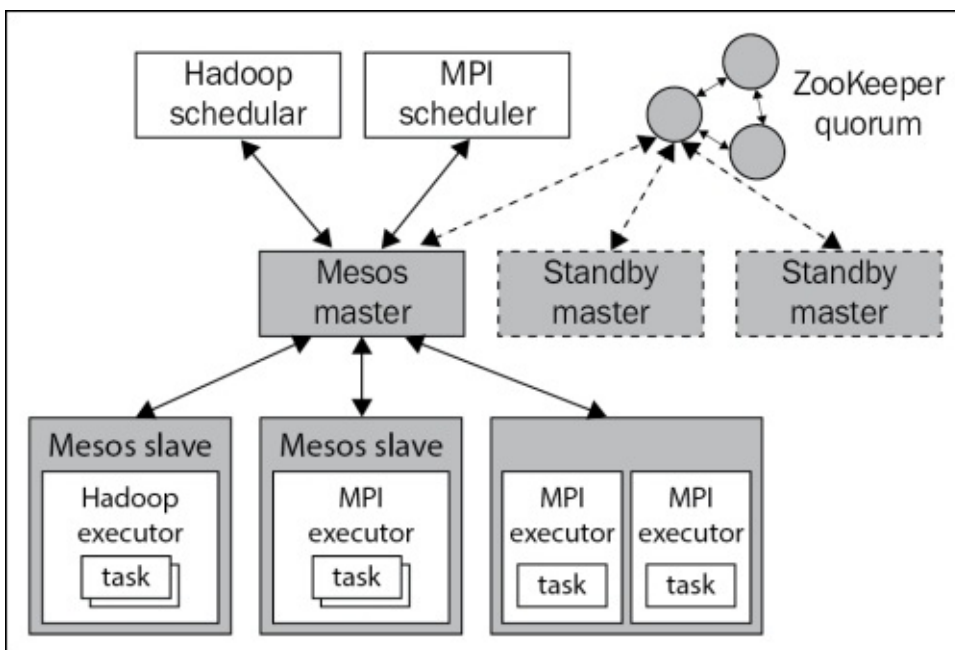 Hadoop
schedular
MPI
scheduler
ZooKeeper
quorum
Mesos
master
Standby
master
Standby
master
Mesos slave
Hadoop
executor
task
Mesos slave
MPI
executor
task
MPI
executor
task
MPI
executor
task